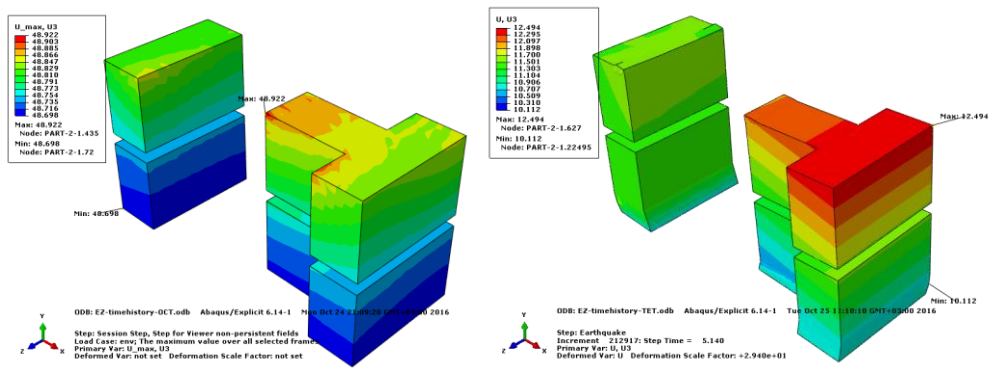 U_max, U3
48.922
48.903
48.885
48.866
48.847
48.829
48.810
48.791
48.773
48.754
48.735
48.716
48.698
Max: 48.922
Node: PART-2-1.435
Min: 48.698
Node: PART-2-1.72
Max: 48.922
Min: 48.698
ODB: EZ-timehistory-OCT.odb Abaqus/Explicit 6.14-1 Mon Oct 24 2016
Step: Session Step, Step for Viewer non-persistent fields
Load Case: env; The maximum value over all selected frames
Primary Var: U_max, U3
Deformed Var: not set Deformation Scale Factor: not set
Y
Z
X
U, U3
12.494
12.295
12.097
11.898
11.700
11.501
11.303
11.104
10.906
10.707
10.509
10.310
10.112
Max: 12.494
Node: PART-2-1.627
Min: 10.112
Node: PART-2-1.22495
Max: 12.494
Min: 10.112
ODB: EZ-timehistory-TET.odb Abaqus/Explicit 6.14-1 Tue Oct 25 GMT+03:00 2016
Step: Earthquake
Increment 212917: Step Time = 5.140
Primary Var: U, U3
Deformed Var: U Deformation Scale Factor: +2.940e+01
Y
Z
X